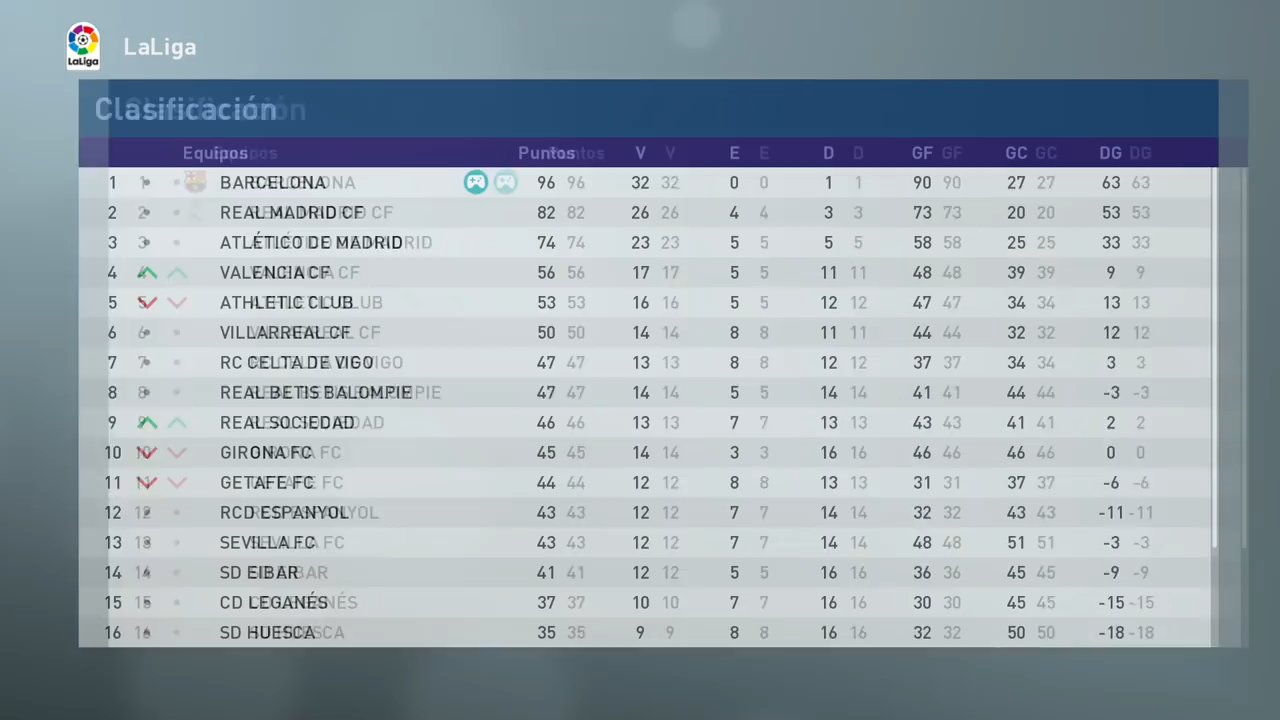 LaLiga
LaLiga
Clasificación
Equipos Puntos V E D GF GC DG
1 BARCELONA 96 32 0 1 90 27 63
2 REAL MADRID CF 82 26 4 3 73 20 53
3 ATLÉTICO DE MADRID 74 23 5 5 58 25 33
4 VALENCIA CF 56 17 5 11 48 39 9
5 ATHLETIC CLUB 53 16 5 12 47 34 13
6 VILLARREAL CF 50 14 8 11 44 32 12
7 RC CELTA DE VIGO 47 13 8 12 37 34 3
8 REAL BETIS BALOMPIE 47 14 5 14 41 44 -3
9 REAL SOCIEDAD 46 13 7 13 43 41 2
10 GIRONA FC 45 14 3 16 46 46 0
11 GETAFE FC 44 12 8 13 31 37 -6
12 RCD ESPANYOL 43 12 7 14 32 43 -11
13 SEVILLA FC 43 12 7 14 48 51 -3
14 SD EIBAR 41 12 5 16 36 45 -9
15 CD LEGANÉS 37 10 7 16 30 45 -15
16 SD HUESCA 35 9 8 16 32 50 -18